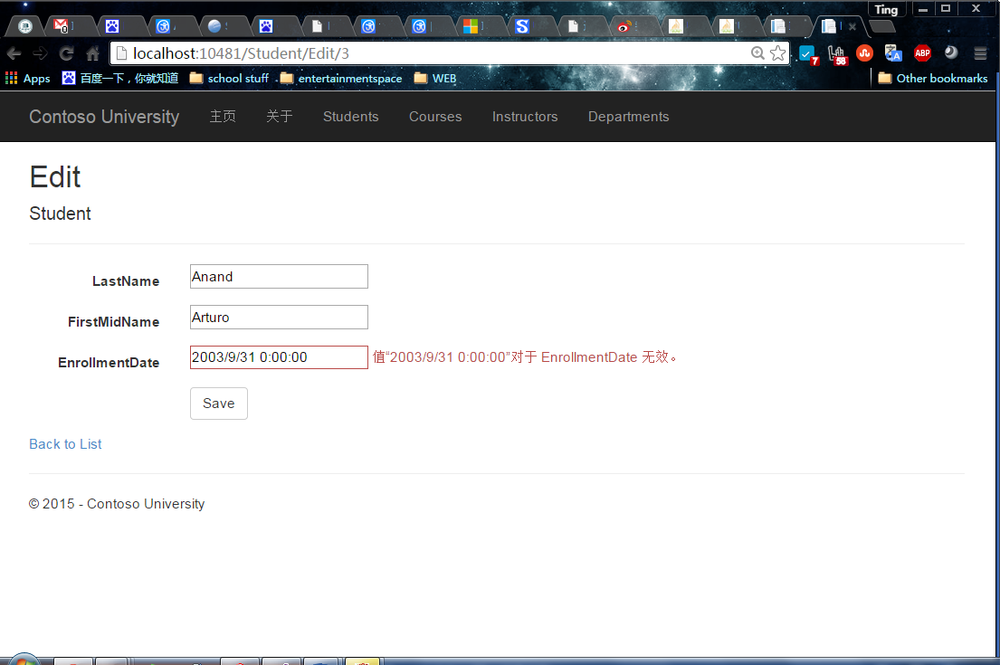 Ting
localhost:10481/Student/Edit/3
7 58 ABP
Apps 百度一下，你就知道 school stuff entertainmentspace WEB Other bookmarks
Contoso University 主页 关于 Students Courses Instructors Departments
Edit
Student
LastName Anand
FirstMidName Arturo
EnrollmentDate 2003/9/31 0:00:00 值“2003/9/31 0:00:00”对于 EnrollmentDate 无效。
Save
Back to List
© 2015 - Contoso University